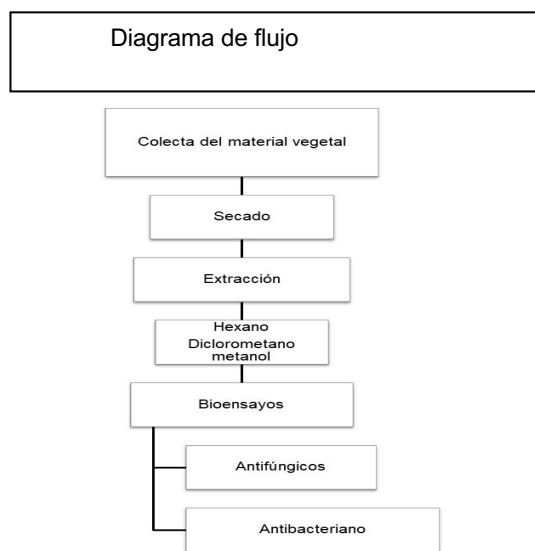 Diagrama de flujo
Colecta del material vegetal
Secado
Extracción
Hexano
Diclorometano
metanol
Bioensayos
Antifúngicos
Antibacteriano